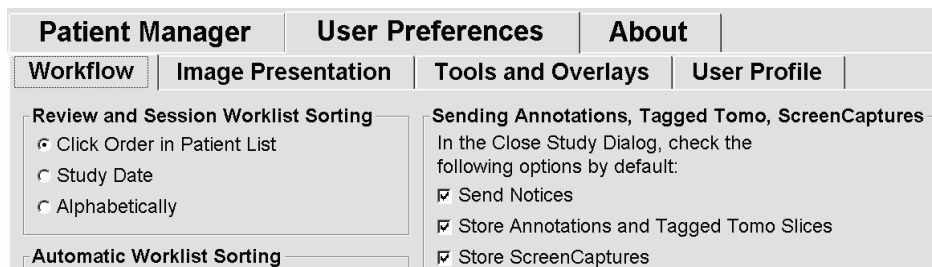 Patient Manager User Preferences About
Workflow Image Presentation Tools and Overlays User Profile
Review and Session Worklist Sorting
Click Order in Patient List
Study Date
Alphabetically
Automatic Worklist Sorting
Sending Annotations, Tagged Tomo, ScreenCaptures
In the Close Study Dialog, check the
following options by default:
Send Notices
Store Annotations and Tagged Tomo Slices
Store ScreenCaptures